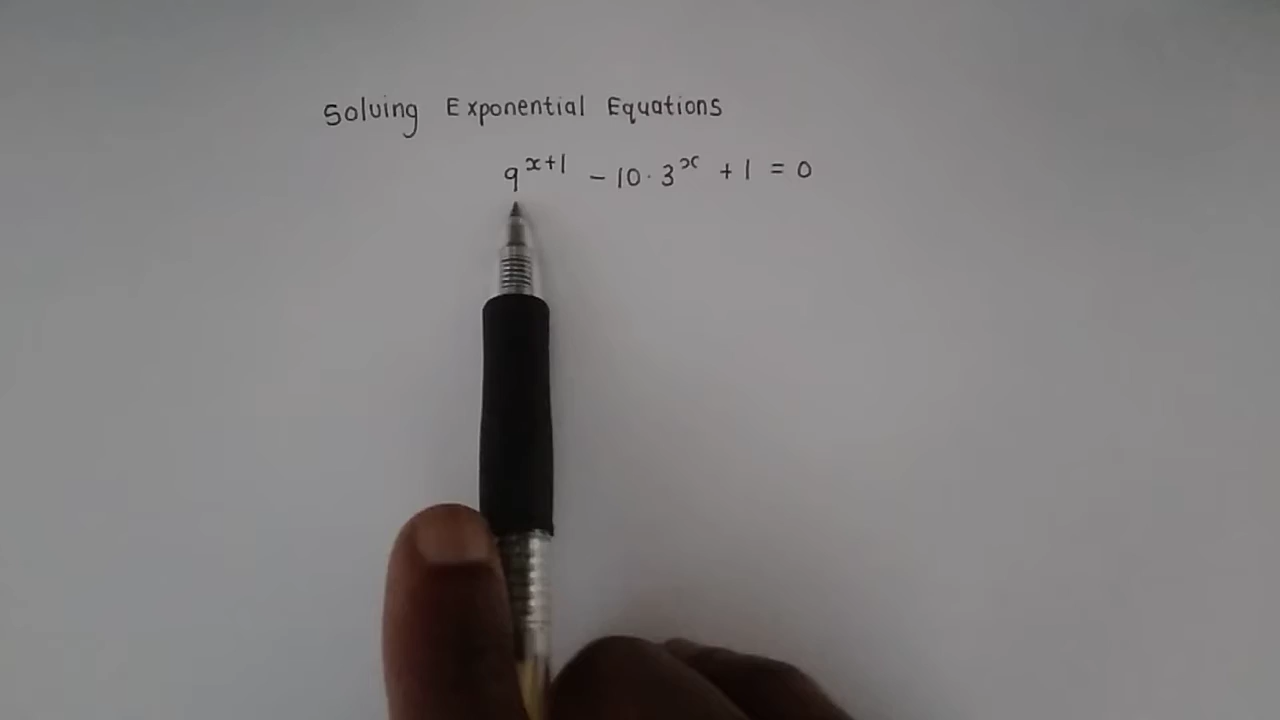 Solving Exponential Equations
9^{x+1} - 10 · 3^x + 1 = 0